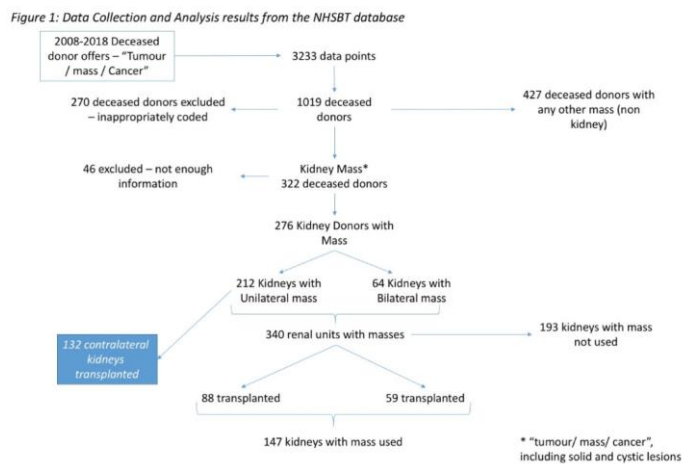 Figure 1: Data Collection and Analysis results from the NHSBT database
2008-2018 Deceased
donor offers – "Tumour
/ mass / Cancer"
3233 data points
270 deceased donors excluded
– inappropriately coded
1019 deceased
donors
427 deceased donors with
any other mass (non
kidney)
46 excluded – not enough
information
Kidney Mass*
322 deceased donors
276 Kidney Donors with
Mass
212 Kidneys with
Unilateral mass
64 Kidneys with
Bilateral mass
132 contralateral
kidneys
transplanted
340 renal units with masses
193 kidneys with mass
not used
88 transplanted
59 transplanted
147 kidneys with mass used
* "tumour/ mass/ cancer",
including solid and cystic lesions